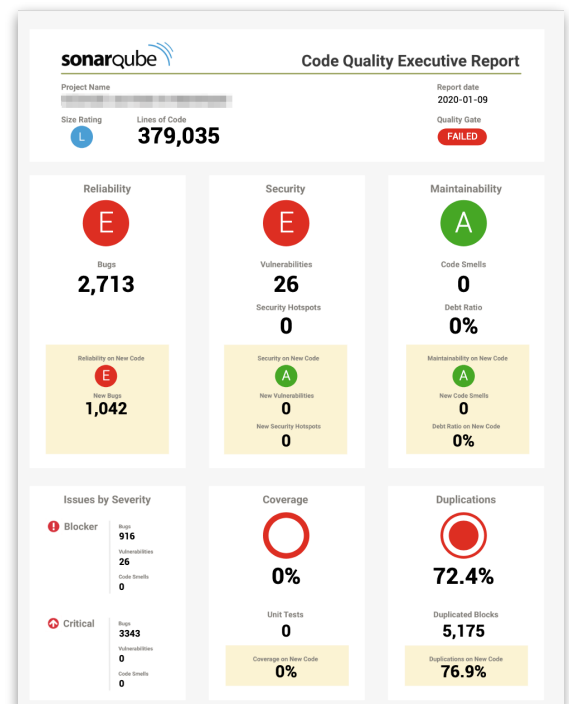 sonarqube
Code Quality Executive Report
Project Name
Report date
2020-01-09
Size Rating
Lines of Code
Quality Gate
L
379,035
FAILED
Reliability
E
Bugs
2,713
Reliability on New Code
E
New Bugs
1,042
Security
E
Vulnerabilities
26
Security Hotspots
0
Security on New Code
A
New Vulnerabilities
0
New Security Hotspots
0
Maintainability
A
Code Smells
0
Debt Ratio
0%
Maintainability on New Code
A
New Code Smells
0
Debt Ratio on New Code
0%
Issues by Severity
Blocker
Bugs
916
Vulnerabilities
26
Code Smells
0
Critical
Bugs
3343
Vulnerabilities
0
Code Smells
0
Coverage
0%
Unit Tests
0
Coverage on New Code
0%
Duplications
72.4%
Duplicated Blocks
5,175
Duplications on New Code
76.9%